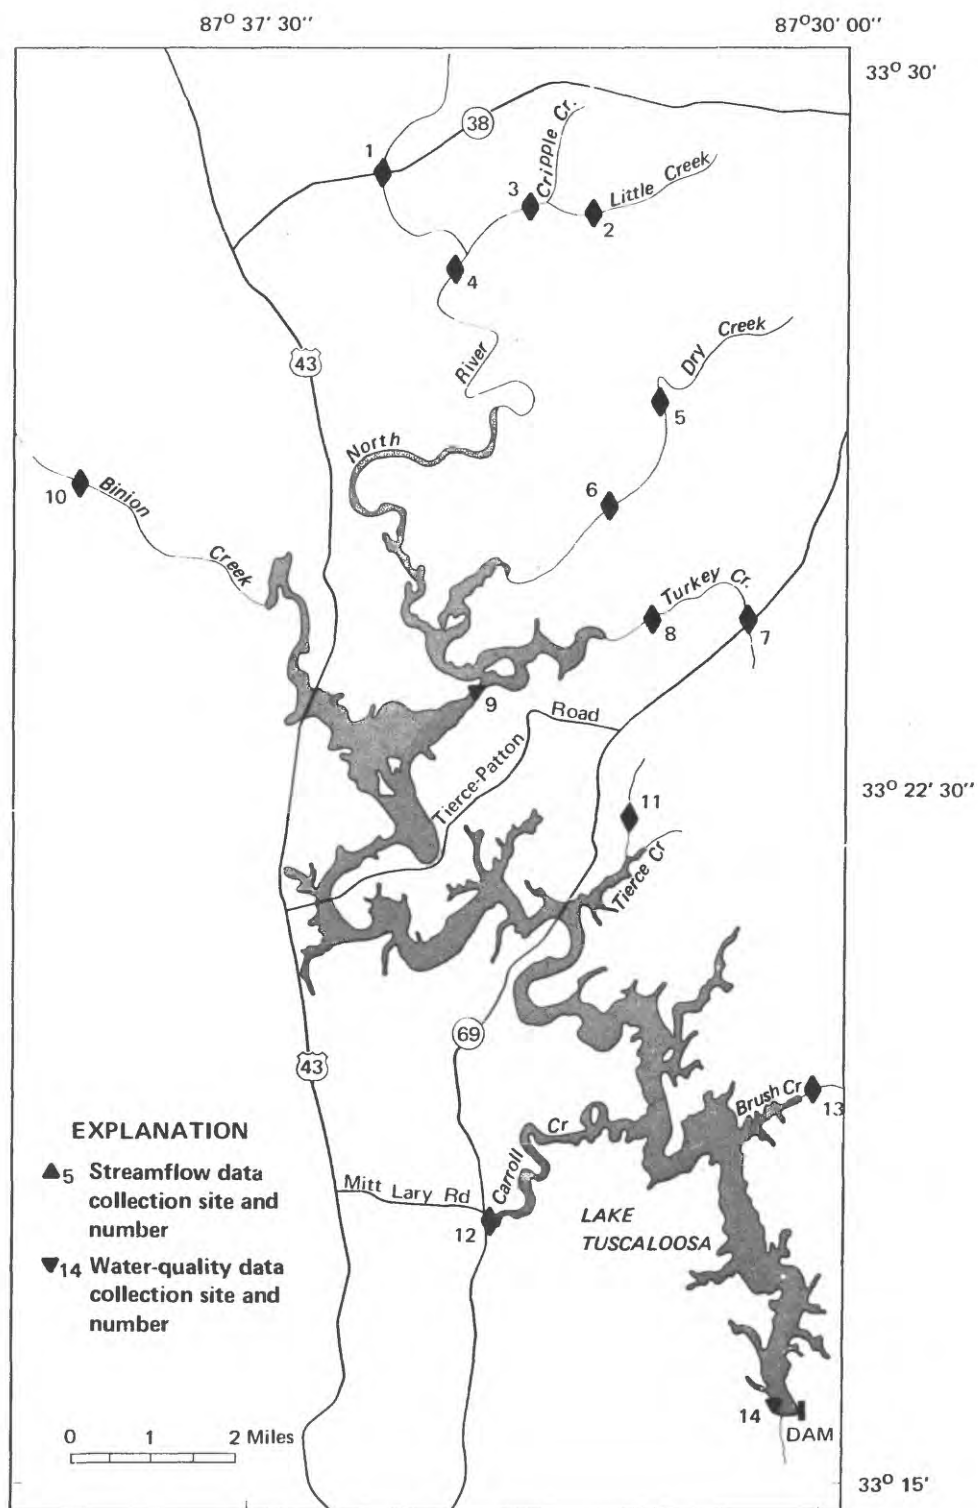 87° 37' 30''
87° 30' 00''
33° 30'
38
1
Cripple Cr.
3
Little Creek
2
4
43
River
Dry Creek
5
North
10
Binion
Creek
6
Turkey Cr.
8
7
9
Road
Tierce-Patton
33° 22' 30''
11
Tierce Cr
69
43
EXPLANATION
5 Streamflow data
collection site and
number
14 Water-quality data
collection site and
number
Brush Cr
13
Cr
Carroll
Mitt Lary Rd
12
LAKE
TUSCALOOSA
14
DAM
0 1 2 Miles
33° 15'